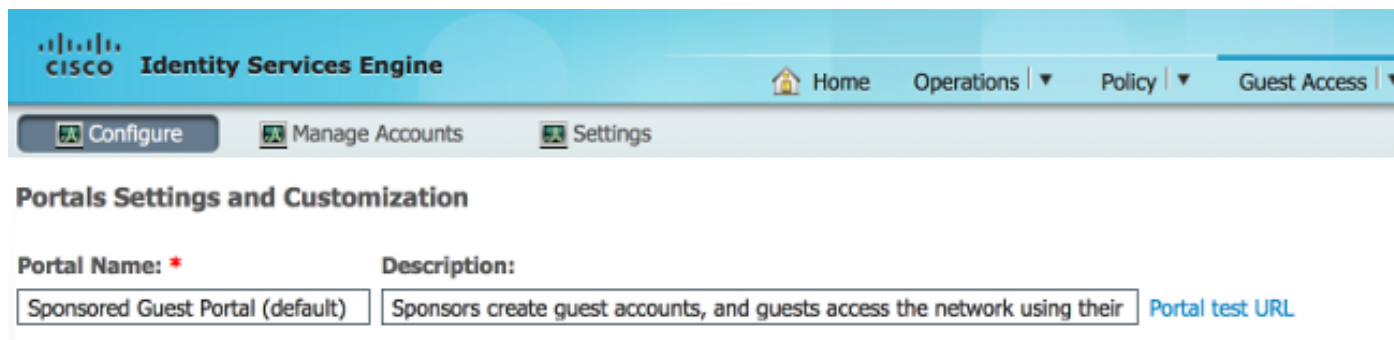 CISCO Identity Services Engine
Home Operations Policy Guest Access
Configure Manage Accounts Settings
Portals Settings and Customization
Portal Name: * Description:
Sponsored Guest Portal (default) Sponsors create guest accounts, and guests access the network using their Portal test URL